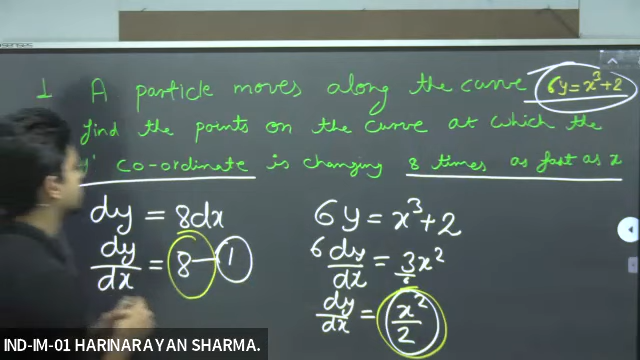 1 A particle moves along the curve 6y = x³+2
find the points on the curve at which the
y' co-ordinate is changing 8 times as fast as x
dy = 8dx
dy/dx = 8 — 1
6y = x³+2
6 dy/dx = 3x²
dy/dx = x²/2
IND-IM-01 HARINARAYAN SHARMA.